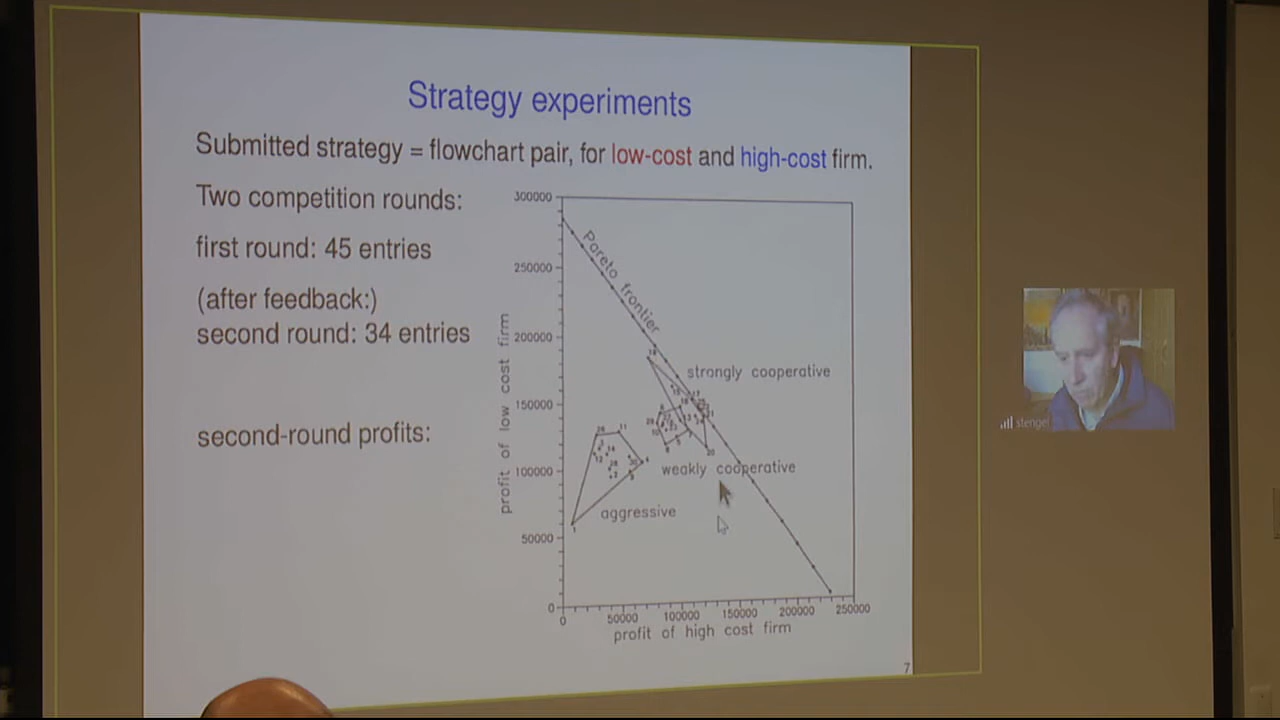 Strategy experiments
Submitted strategy = flowchart pair, for low-cost and high-cost firm.
Two competition rounds:
first round: 45 entries
(after feedback:)
second round: 34 entries
second-round profits:
300000
250000
200000
150000
100000
50000
0
profit of low cost firm
Pareto frontier
strongly cooperative
weakly cooperative
aggressive
0
50000
100000
150000
200000
250000
profit of high cost firm
7
stengel